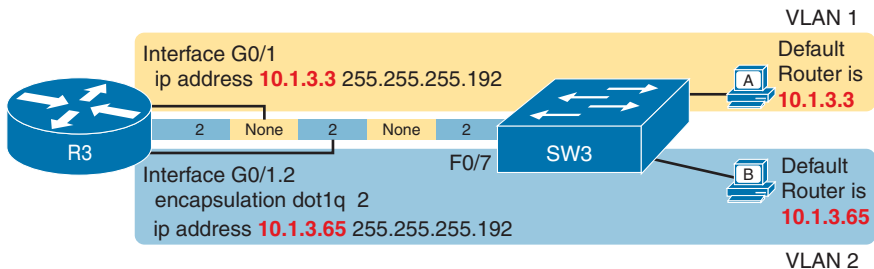 VLAN 1
Interface G0/1
ip address 10.1.3.3 255.255.255.192
Default
Router is
10.1.3.3
A
2 None 2 None 2
R3
F0/7
SW3
Interface G0/1.2
encapsulation dot1q 2
ip address 10.1.3.65 255.255.255.192
B
Default
Router is
10.1.3.65
VLAN 2